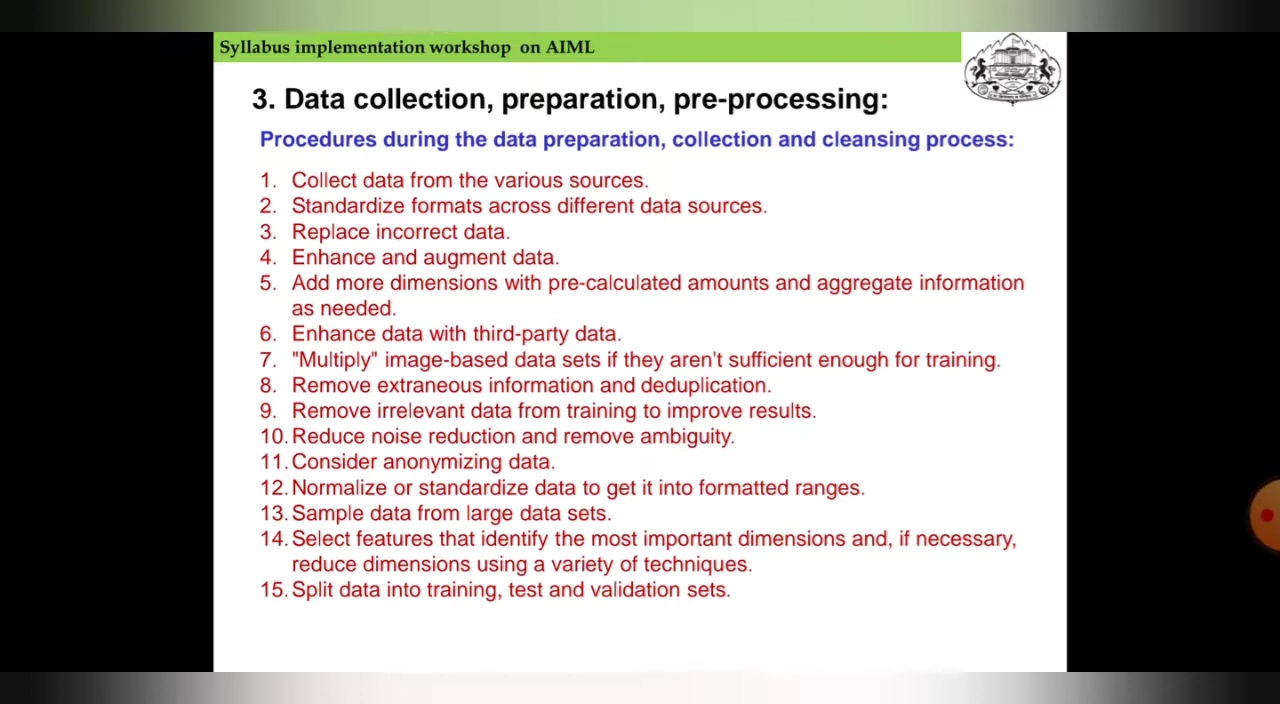 Syllabus implementation workshop on AIML
3. Data collection, preparation, pre-processing:
Procedures during the data preparation, collection and cleansing process:
1. Collect data from the various sources.
2. Standardize formats across different data sources.
3. Replace incorrect data.
4. Enhance and augment data.
5. Add more dimensions with pre-calculated amounts and aggregate information
as needed.
6. Enhance data with third-party data.
7. "Multiply" image-based data sets if they aren't sufficient enough for training.
8. Remove extraneous information and deduplication.
9. Remove irrelevant data from training to improve results.
10. Reduce noise reduction and remove ambiguity.
11. Consider anonymizing data.
12. Normalize or standardize data to get it into formatted ranges.
13. Sample data from large data sets.
14. Select features that identify the most important dimensions and, if necessary,
reduce dimensions using a variety of techniques.
15. Split data into training, test and validation sets.